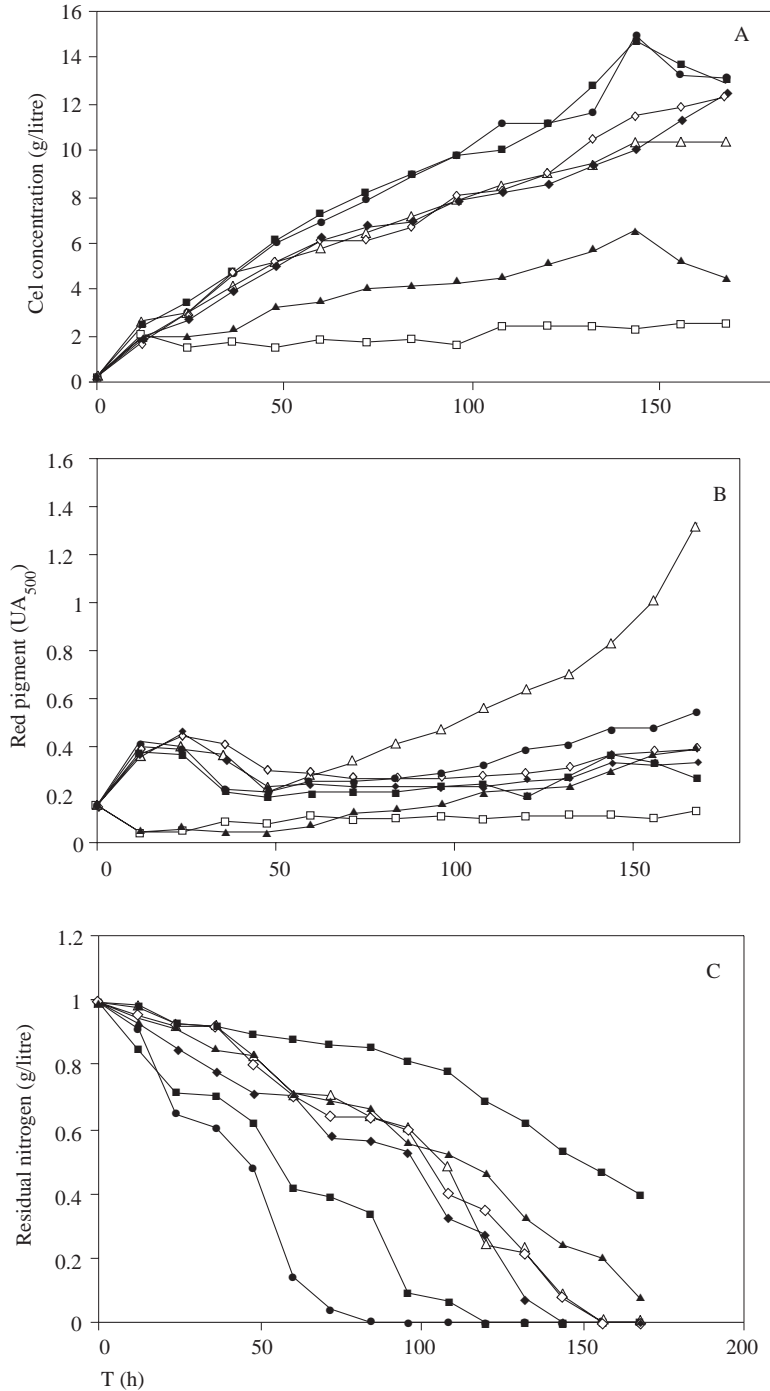 A
Cel concentration (g/litre)
16
14
12
10
8
6
4
2
0
0 50 100 150
B
Red pigment (UA500)
1.6
1.4
1.2
1
0.8
0.6
0.4
0.2
0
0 50 100 150
C
Residual nitrogen (g/litre)
1.2
1
0.8
0.6
0.4
0.2
0
0 50 100 150 200
T (h)